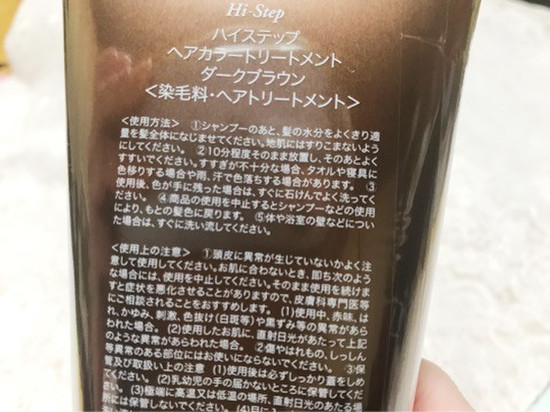 Hi-Step
ハイステップ
ヘアカラートリートメント
ダークブラウン
<染毛料・ヘアトリートメント>
<使用方法> ①シャンプーのあと、髪の水分をよくきり適
量を髪全体になじませてください。地肌にはすりこまないよう
にしてください。 ②10分程度そのまま放置し、そのあとよく
すすいでください。すすぎが不十分な場合、タオルや寝具に
色移りする場合や雨、汗で色落ちする場合があります。 ③
使用後、色が手に残った場合は、すぐに石けんでよく洗ってく
ださい。 ④商品の使用を中止するとシャンプーなどの使用
により、もとの髪色に戻ります。 ⑤体や浴室の壁などについ
た場合は、すぐに洗い流してください。
<使用上の注意> ①頭皮に異常が生じていないかよく注
意して使用してください。お肌に合わないとき、即ち次のよう
な場合には、使用を中止してください。そのまま使用を続けま
すと症状を悪化させることがありますので、皮膚科専門医等
にご相談されることをおすすめします。 (1)使用中、赤味、は
れ、かゆみ、刺激、色抜け(白斑等)や黒ずみ等の異常があら
われた場合。 (2)使用したお肌に、直射日光があたって上記
のような異常があらわれた場合。 ②傷やはれもの、しっしん
等異常のある部位にはお使いにならないでください。 ③保
管及び取扱い上の注意 (1)使用後は必ずしっかり蓋をしめ
てください。 (2)乳幼児の手の届かないところに保管してくだ
さい。 (3)極端に高温又は低温の場所、直射日光のあたる場
所には保管しないでください。 (4)目に